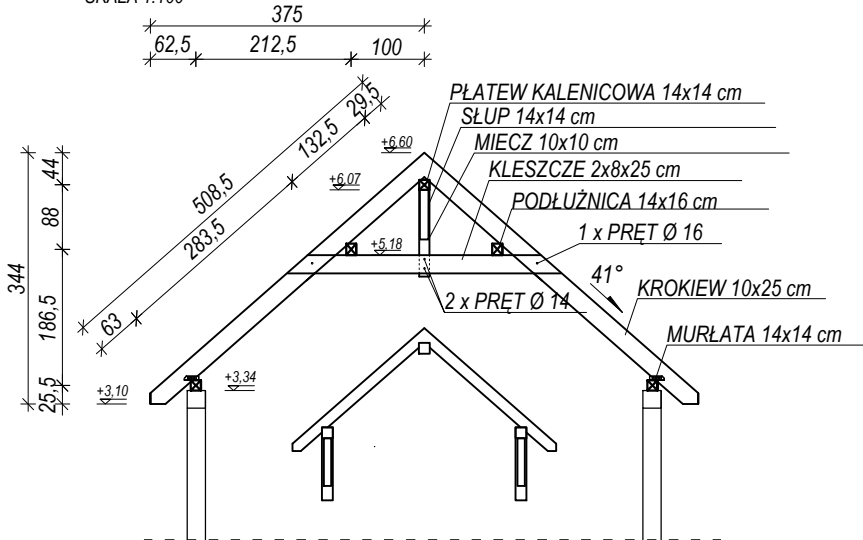 375
62,5 212,5 100
PŁATEW KALENICOWA 14x14 cm
SŁUP 14x14 cm
MIECZ 10x10 cm
KLESZCZE 2x8x25 cm
PODŁUŻNICA 14x16 cm
1 x PRĘT Ø 16
41°
KROKIEW 10x25 cm
2 x PRĘT Ø 14
MURŁATA 14x14 cm
29,5
132,5
508,5
283,5
63
+6,60
+6,07
+5,18
+3,10
+3,34
44
88
344
186,5
25,5